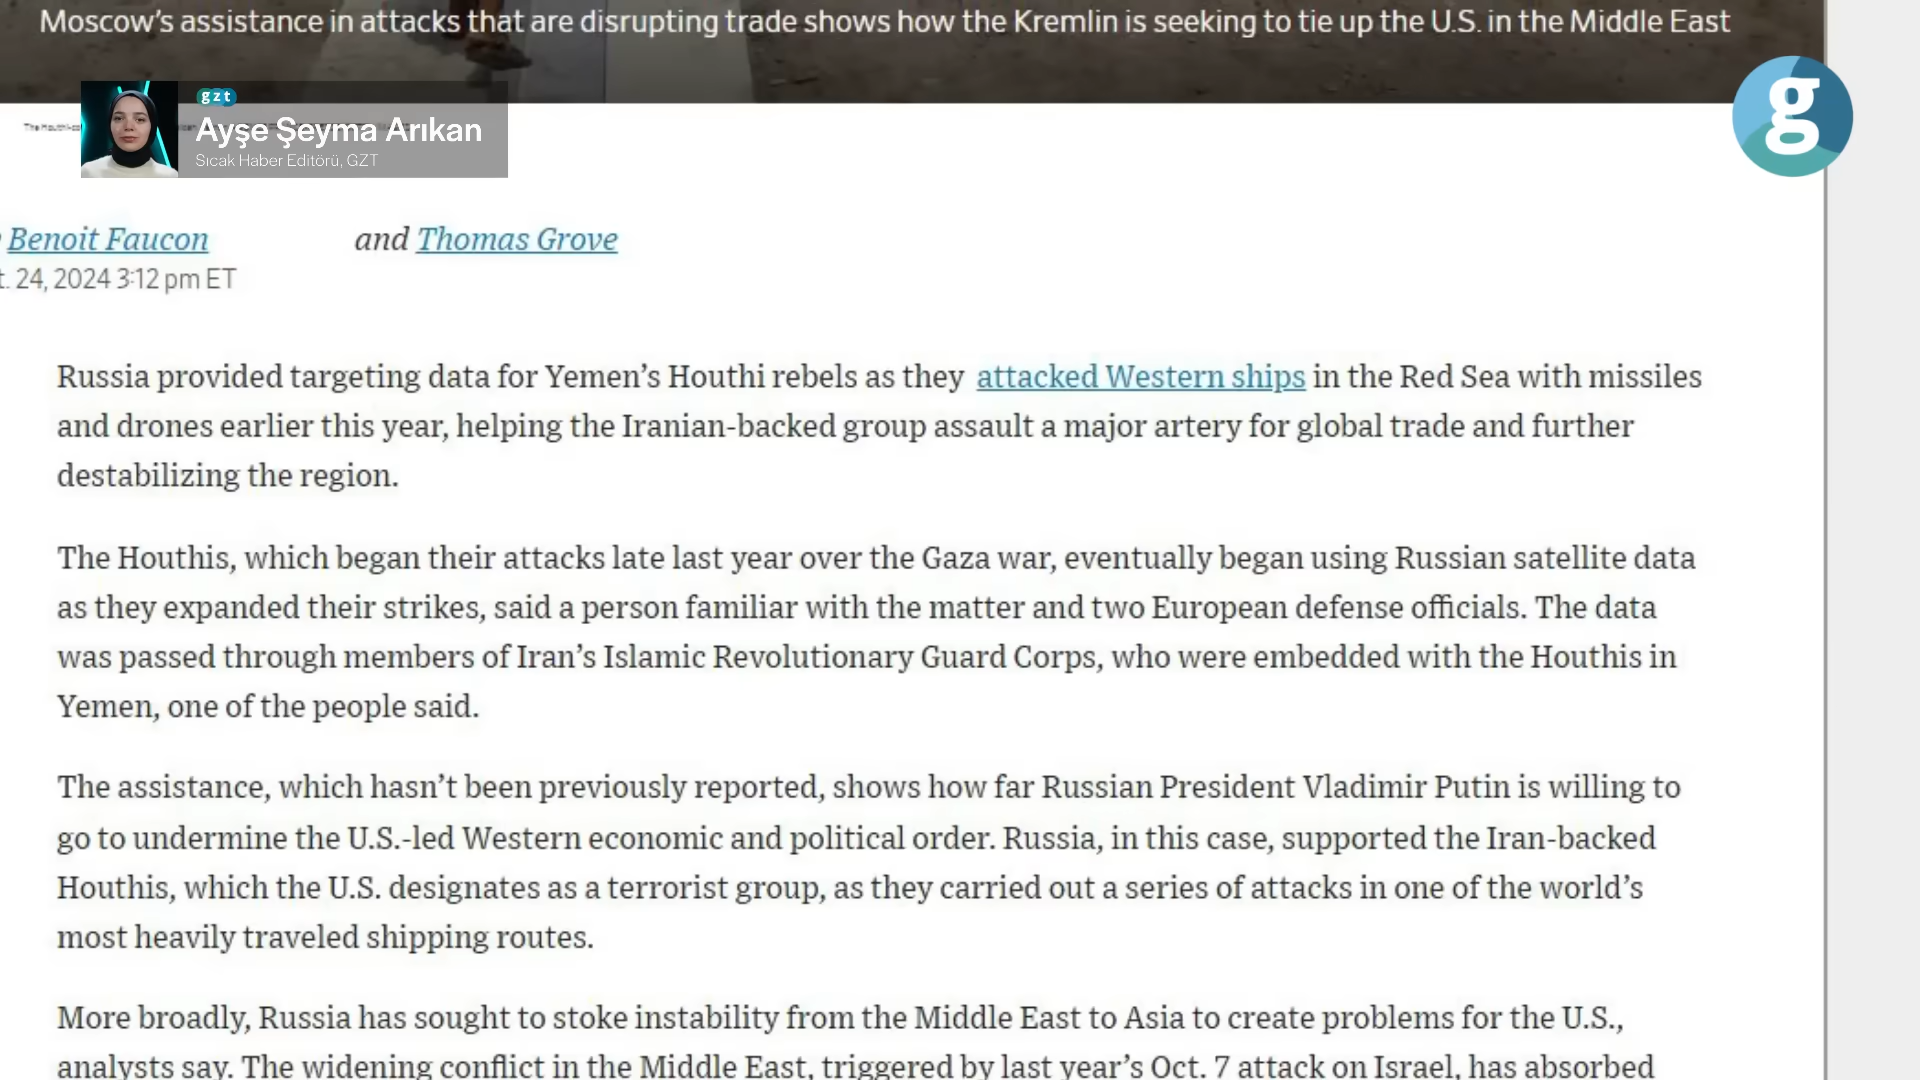 Moscow’s assistance in attacks that are disrupting trade shows how the Kremlin is seeking to tie up the U.S. in the Middle East
gzt
Ayşe Şeyma Arıkan
Sıcak Haber Editörü, GZT
g
Benoit Faucon and Thomas Grove
t. 24, 2024 3:12 pm ET
Russia provided targeting data for Yemen’s Houthi rebels as they attacked Western ships in the Red Sea with missiles
and drones earlier this year, helping the Iranian-backed group assault a major artery for global trade and further
destabilizing the region.
The Houthis, which began their attacks late last year over the Gaza war, eventually began using Russian satellite data
as they expanded their strikes, said a person familiar with the matter and two European defense officials. The data
was passed through members of Iran’s Islamic Revolutionary Guard Corps, who were embedded with the Houthis in
Yemen, one of the people said.
The assistance, which hasn’t been previously reported, shows how far Russian President Vladimir Putin is willing to
go to undermine the U.S.-led Western economic and political order. Russia, in this case, supported the Iran-backed
Houthis, which the U.S. designates as a terrorist group, as they carried out a series of attacks in one of the world’s
most heavily traveled shipping routes.
More broadly, Russia has sought to stoke instability from the Middle East to Asia to create problems for the U.S.,
analysts say. The widening conflict in the Middle East, triggered by last year’s Oct. 7 attack on Israel, has absorbed